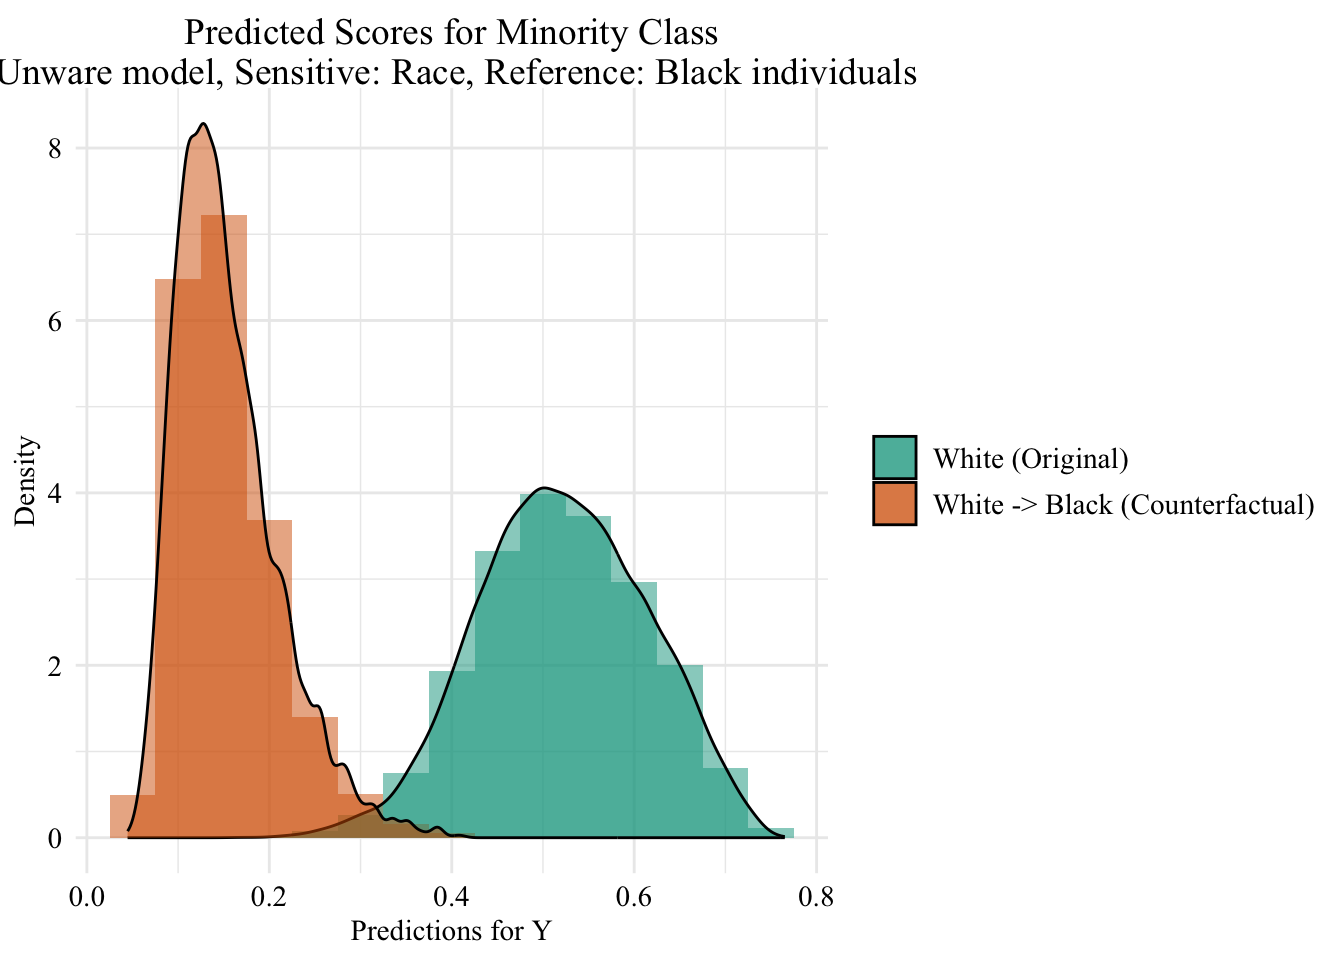 Predicted Scores for Minority Class
Unware model, Sensitive: Race, Reference: Black individuals
8
6
4
2
0
Density
0.0 0.2 0.4 0.6 0.8
Predictions for Y
White (Original)
White -> Black (Counterfactual)